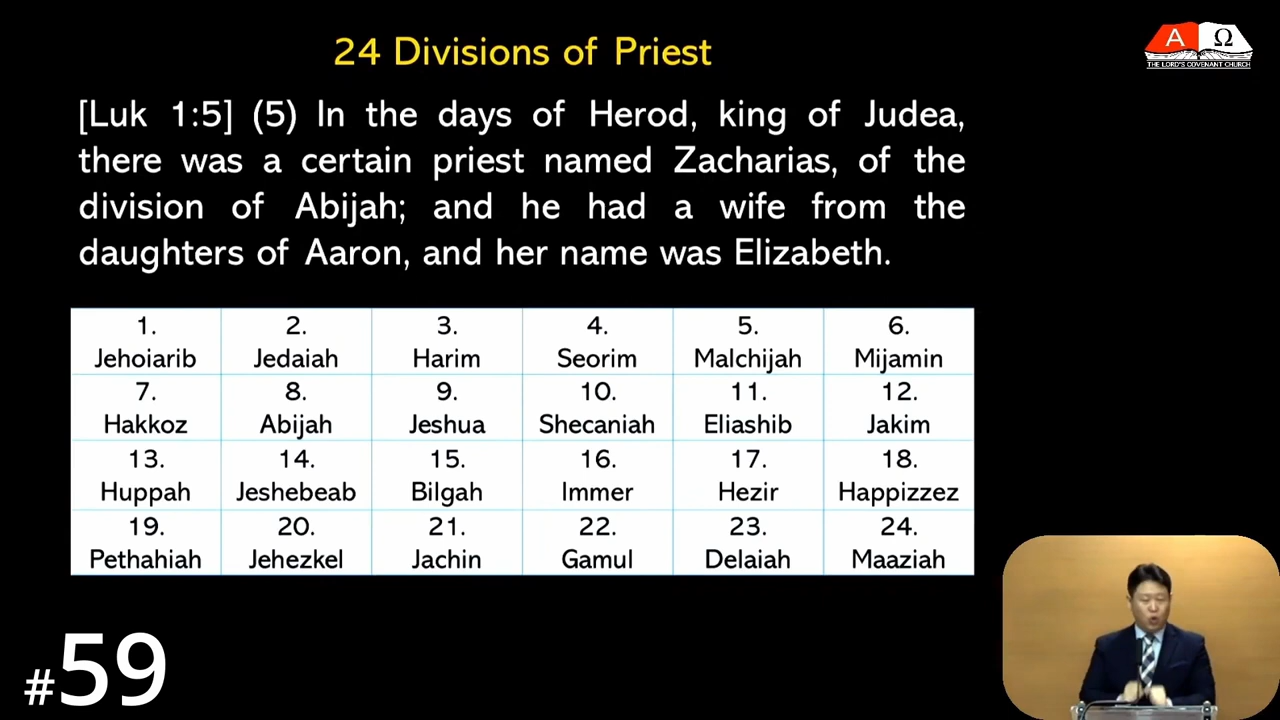 24 Divisions of Priest
A Ω
THE LORD'S COVENANT CHURCH
[Luk 1:5] (5) In the days of Herod, king of Judea,
there was a certain priest named Zacharias, of the
division of Abijah; and he had a wife from the
daughters of Aaron, and her name was Elizabeth.
1. 2. 3. 4. 5. 6.
Jehoiarib Jedaiah Harim Seorim Malchijah Mijamin
7. 8. 9. 10. 11. 12.
Hakkoz Abijah Jeshua Shecaniah Eliashib Jakim
13. 14. 15. 16. 17. 18.
Huppah Jeshebeab Bilgah Immer Hezir Happizzez
19. 20. 21. 22. 23. 24.
Pethahiah Jehezkel Jachin Gamul Delaiah Maaziah
#59